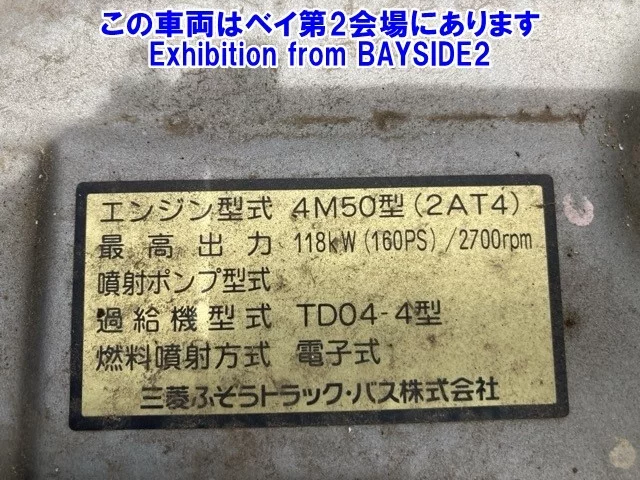 この車両はベイ第2会場にあります
Exhibition from BAYSIDE2
エンジン型式 4M50型(2AT4)
最高出力 118kW(160PS)/2700rpm
噴射ポンプ型式
過給機型式 TD04-4型
燃料噴射方式 電子式
三菱ふそうトラック・バス株式会社